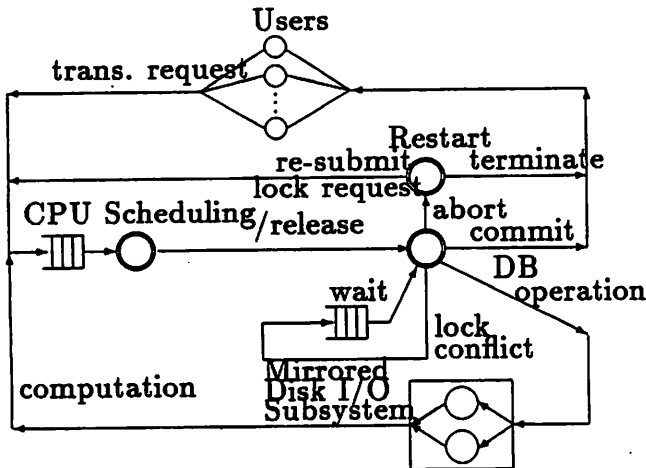 Users
trans. request
Restart
re-submit
terminate
lock request
CPU Scheduling
/release
abort
commit
DB
operation
wait
lock
conflict
Mirrored
Disk I/O
Subsystem
computation